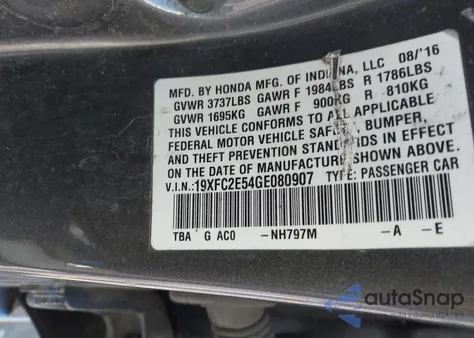 MFD. BY HONDA MFG. OF INDIANA, LLC 08/'16
GVWR 3737LBS GAWR F 1984LBS R 1786LBS
GVWR 1695KG GAWR F 900KG R 810KG
THIS VEHICLE CONFORMS TO ALL APPLICABLE
FEDERAL MOTOR VEHICLE SAFETY, BUMPER,
AND THEFT PREVENTION STANDARDS IN EFFECT
ON THE DATE OF MANUFACTURE SHOWN ABOVE.
V.I.N.:19XFC2E54GE080907 TYPE: PASSENGER CAR
TBA G AC0 -NH797M -A -E
autoSnap